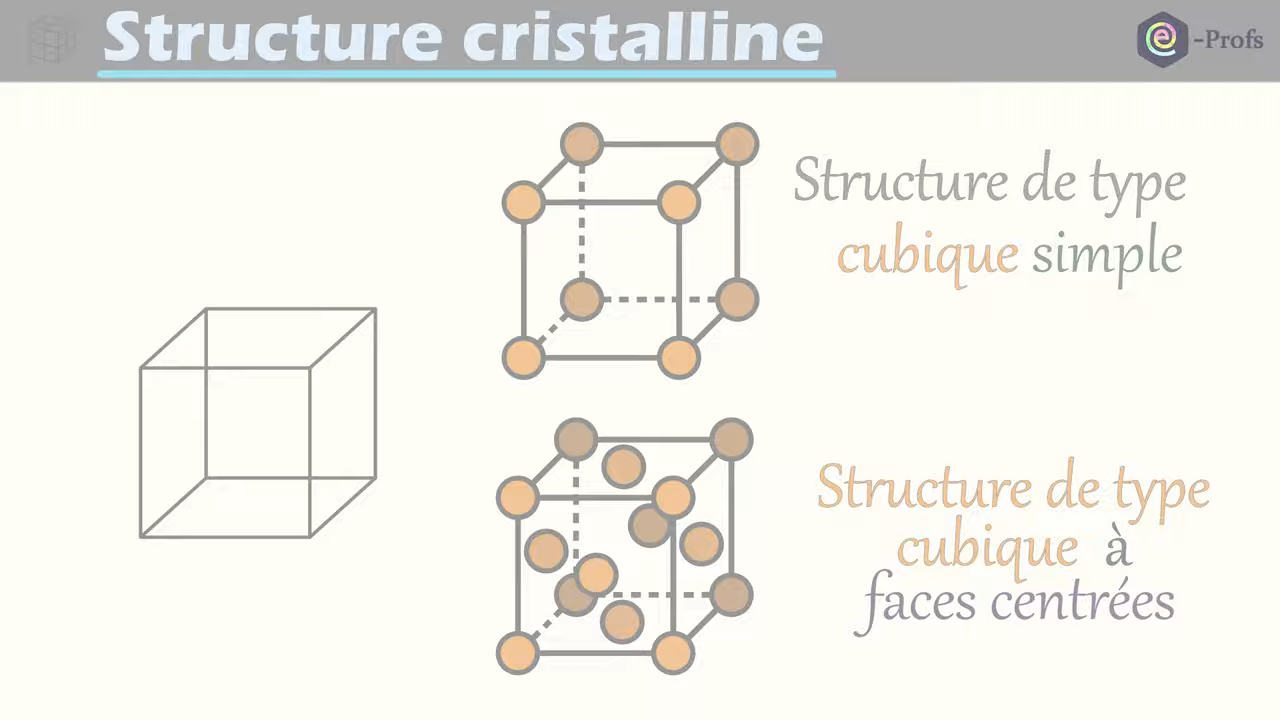 Structure cristalline
e-Profs
Structure de type
cubique simple
Structure de type
cubique à
faces centrées